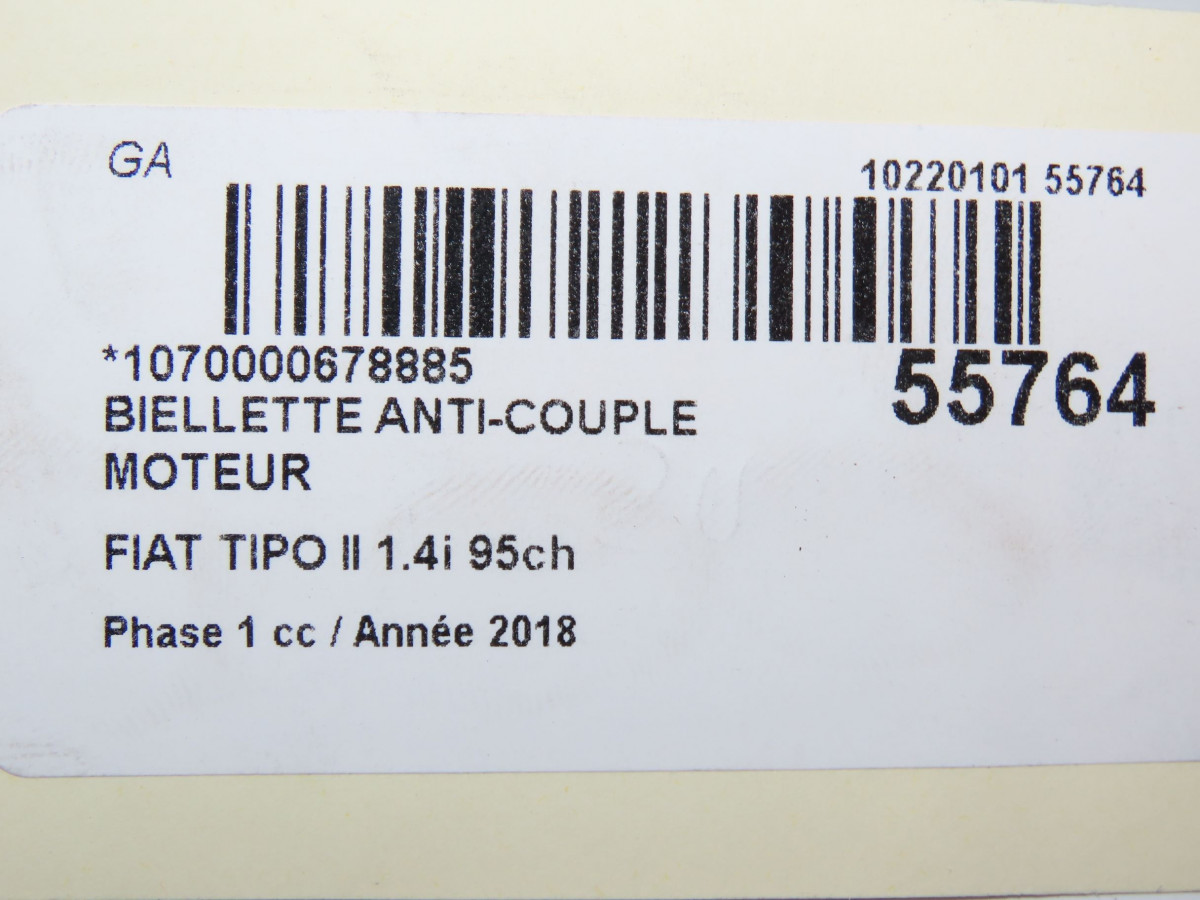 GA
10220101 55764
*1070000678885
55764
BIELLETTE ANTI-COUPLE
MOTEUR
FIAT TIPO II 1.4i 95ch
Phase 1 cc / Année 2018